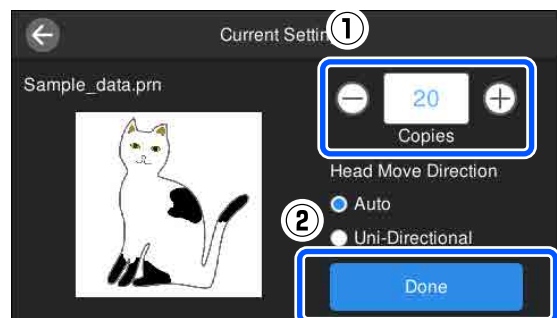 Current Settin
①
Sample_data.prn
20
Copies
Head Move Direction
Auto
②
Uni-Directional
Done